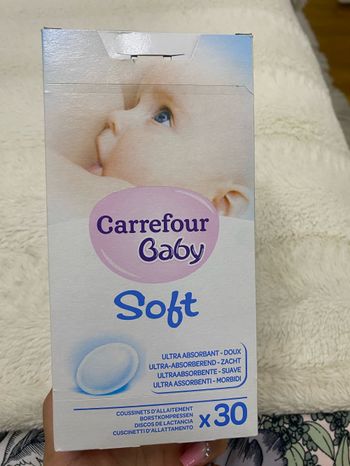 Carrefour
Baby
Soft
ULTRA ABSORBANT - DOUX
ULTRA-ABSORBEREND - ZACHT
ULTRAABSORBENTE - SUAVE
ULTRA ASSORBENTI - MORBIDI
COUSSINETS D'ALLAITEMENT
BORSTKOMPRESSEN
DISCOS DE LACTANCIA
CUSCINETTI D'ALLATTAMENTO
x30